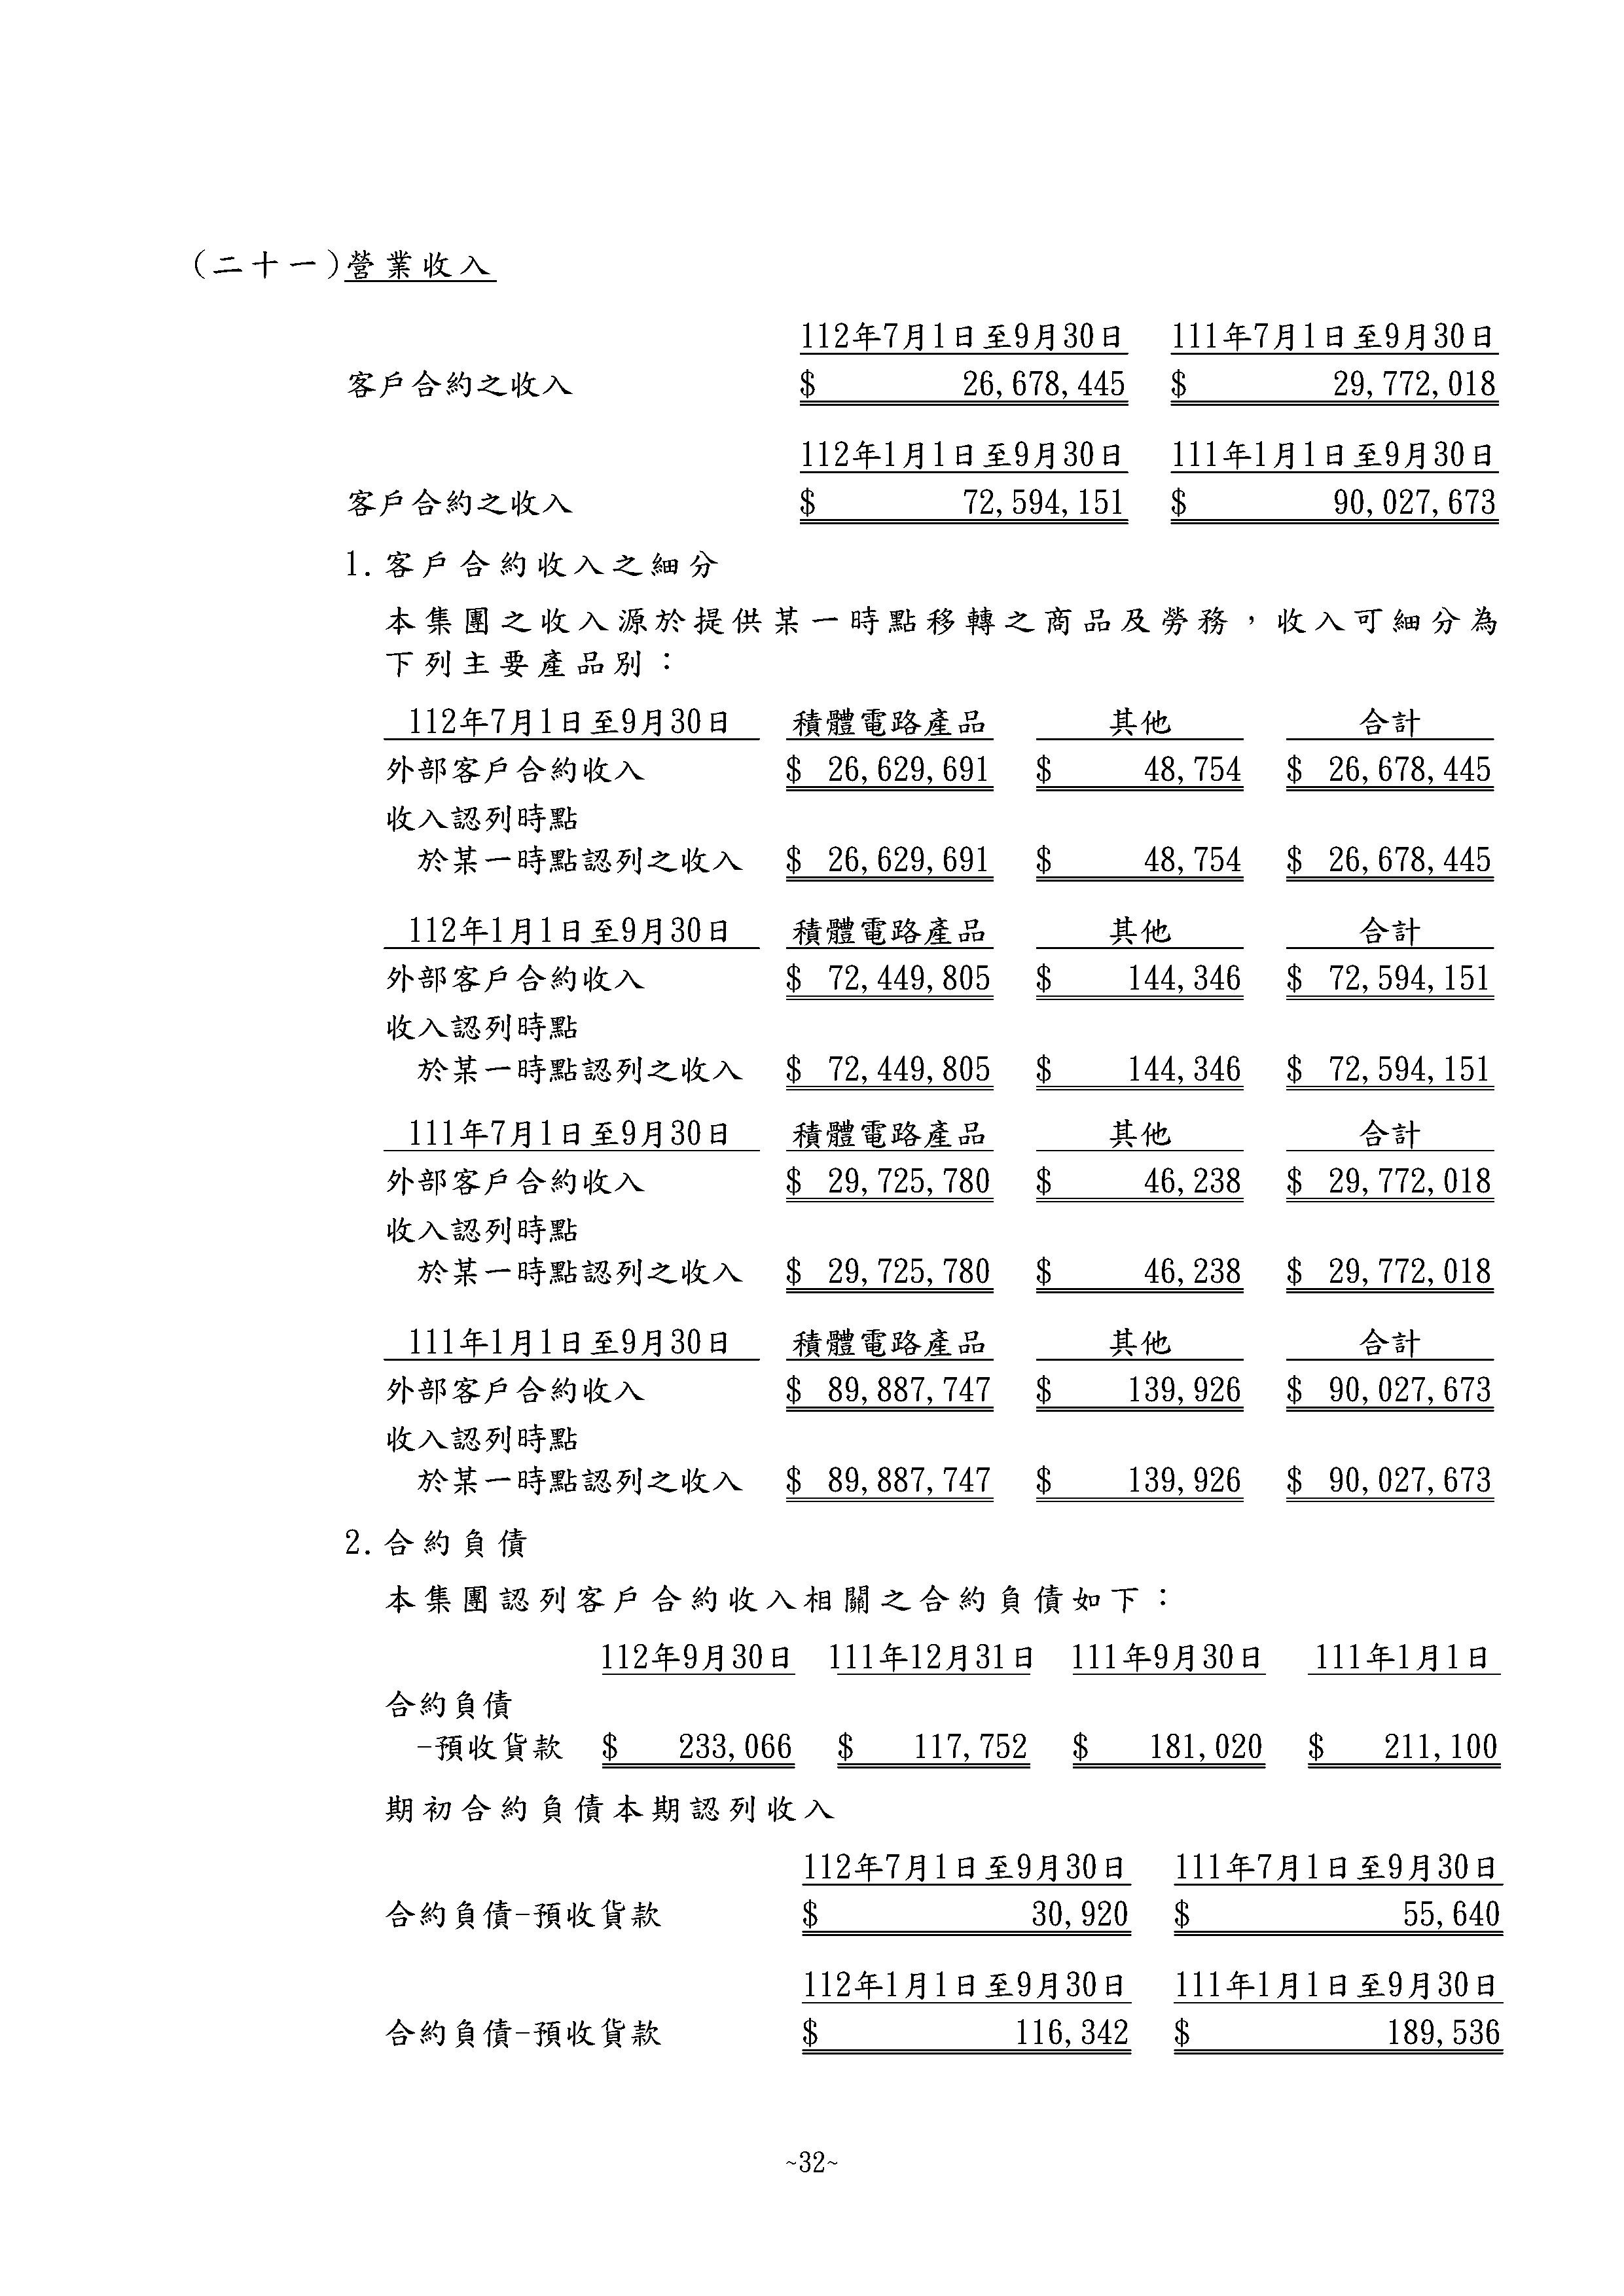 (二十一)營業收入
112年7月1日至9月30日 111年7月1日至9月30日
客戶合約之收入 $ 26,678,445 $ 29,772,018
112年1月1日至9月30日 111年1月1日至9月30日
客戶合約之收入 $ 72,594,151 $ 90,027,673
1.客戶合約收入之細分
本集團之收入源於提供某一時點移轉之商品及勞務，收入可細分為
下列主要產品別：
112年7月1日至9月30日 積體電路產品 其他 合計
外部客戶合約收入 $ 26,629,691 $ 48,754 $ 26,678,445
收入認列時點
於某一時點認列之收入 $ 26,629,691 $ 48,754 $ 26,678,445
112年1月1日至9月30日 積體電路產品 其他 合計
外部客戶合約收入 $ 72,449,805 $ 144,346 $ 72,594,151
收入認列時點
於某一時點認列之收入 $ 72,449,805 $ 144,346 $ 72,594,151
111年7月1日至9月30日 積體電路產品 其他 合計
外部客戶合約收入 $ 29,725,780 $ 46,238 $ 29,772,018
收入認列時點
於某一時點認列之收入 $ 29,725,780 $ 46,238 $ 29,772,018
111年1月1日至9月30日 積體電路產品 其他 合計
外部客戶合約收入 $ 89,887,747 $ 139,926 $ 90,027,673
收入認列時點
於某一時點認列之收入 $ 89,887,747 $ 139,926 $ 90,027,673
2.合約負債
本集團認列客戶合約收入相關之合約負債如下：
112年9月30日 111年12月31日 111年9月30日 111年1月1日
合約負債
-預收貨款 $ 233,066 $ 117,752 $ 181,020 $ 211,100
期初合約負債本期認列收入
112年7月1日至9月30日 111年7月1日至9月30日
合約負債-預收貨款 $ 30,920 $ 55,640
112年1月1日至9月30日 111年1月1日至9月30日
合約負債-預收貨款 $ 116,342 $ 189,536
~32~